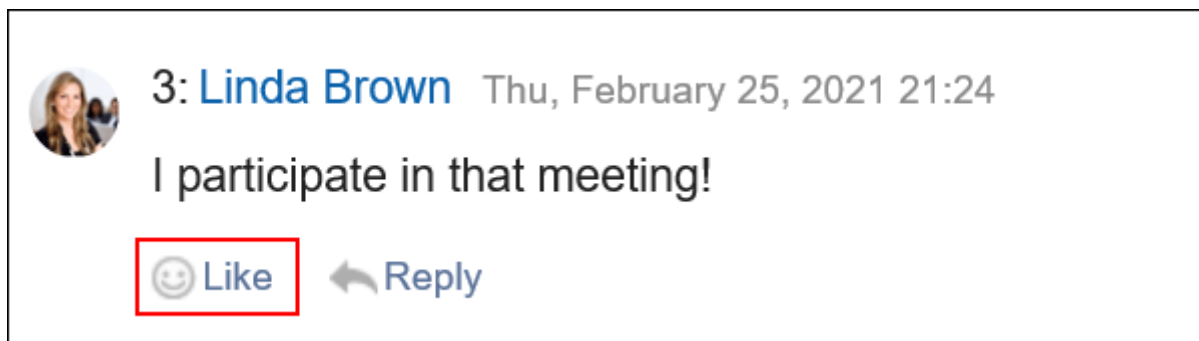 3: Linda Brown Thu, February 25, 2021 21:24
I participate in that meeting!
Like Reply